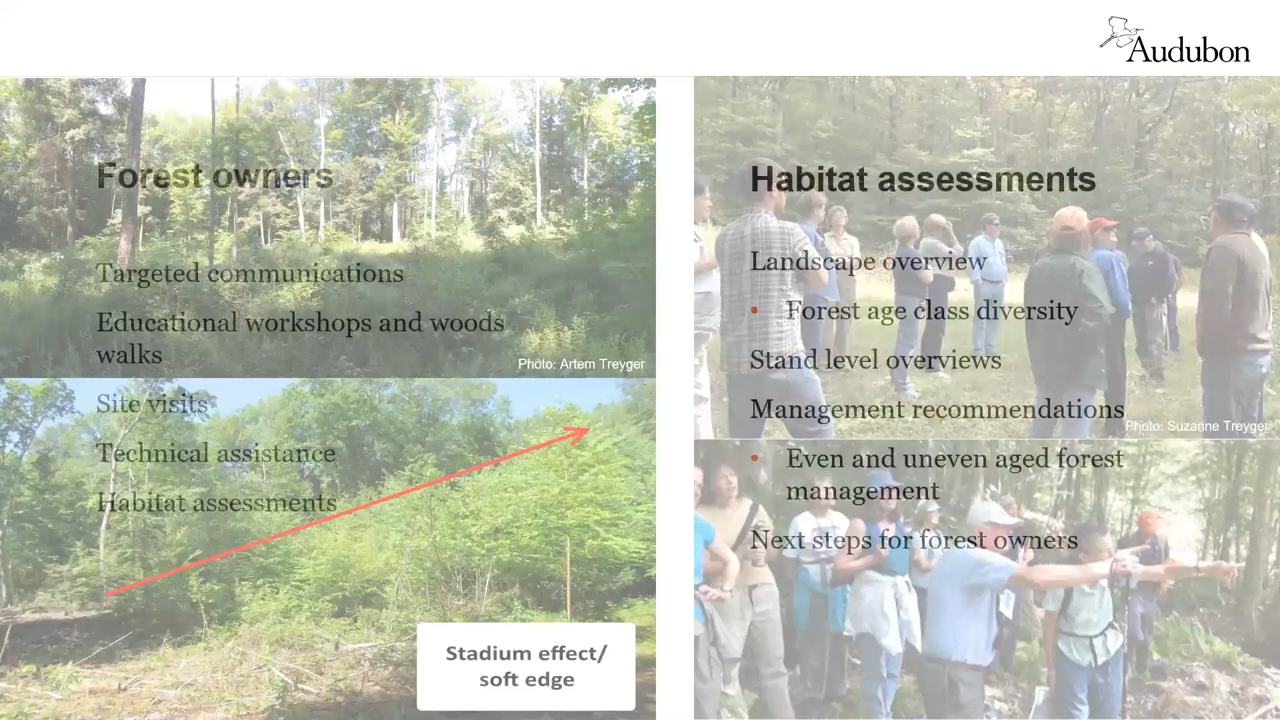 Audubon
Forest owners
Targeted communications
Educational workshops and woods
walks
Photo: Artem Treyger
Site visits
Technical assistance
Habitat assessments
Stadium effect/
soft edge
Habitat assessments
Landscape overview
• Forest age class diversity
Stand level overviews
Management recommendations
Photo: Suzanne Treyger
• Even and uneven aged forest
management
Next steps for forest owners